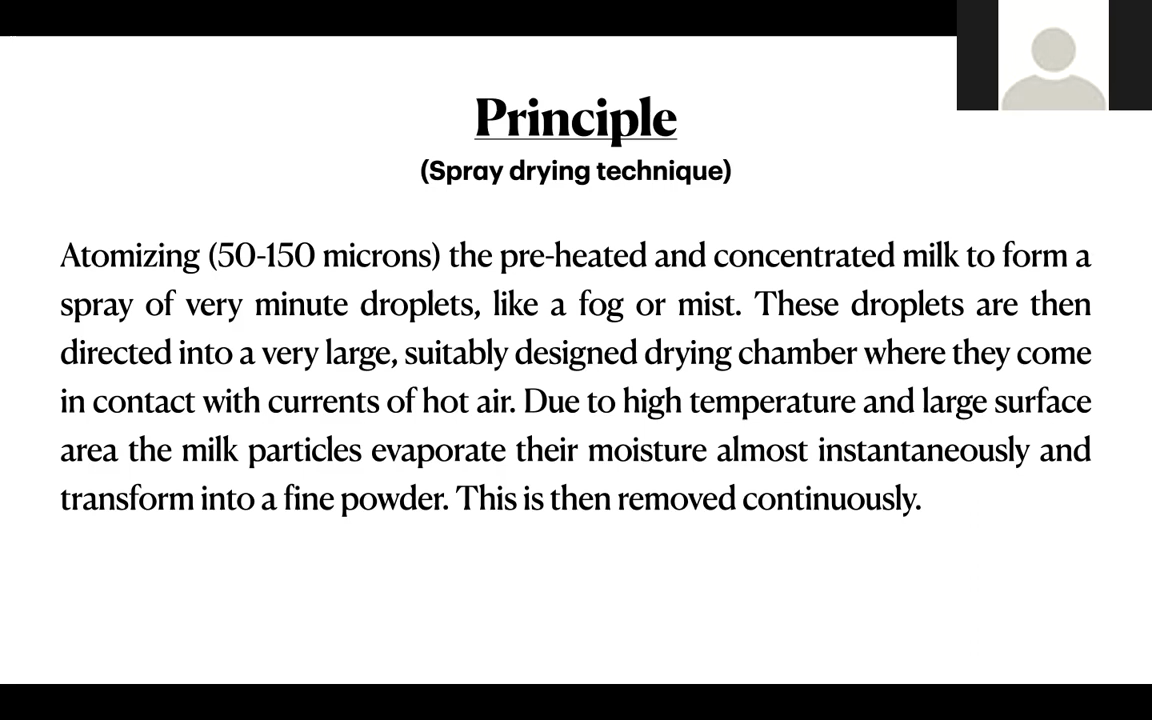 Principle
(Spray drying technique)
Atomizing (50-150 microns) the pre-heated and concentrated milk to form a
spray of very minute droplets, like a fog or mist. These droplets are then
directed into a very large, suitably designed drying chamber where they come
in contact with currents of hot air. Due to high temperature and large surface
area the milk particles evaporate their moisture almost instantaneously and
transform into a fine powder. This is then removed continuously.